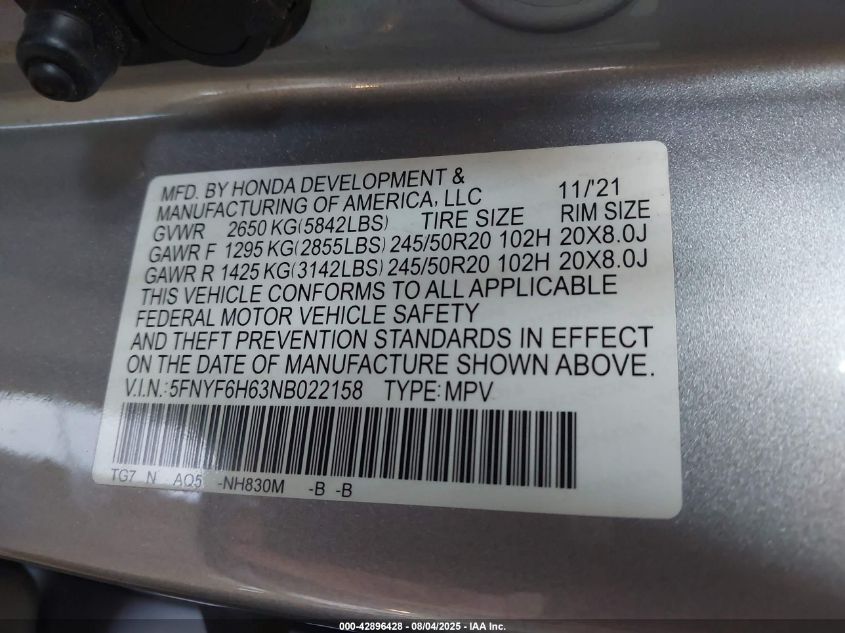 MFD. BY HONDA DEVELOPMENT & 11/'21
MANUFACTURING OF AMERICA, LLC
GVWR 2650 KG(5842LBS) TIRE SIZE RIM SIZE
GAWR F 1295 KG(2855LBS) 245/50R20 102H 20X8.0J
GAWR R 1425 KG(3142LBS) 245/50R20 102H 20X8.0J
THIS VEHICLE CONFORMS TO ALL APPLICABLE
FEDERAL MOTOR VEHICLE SAFETY
AND THEFT PREVENTION STANDARDS IN EFFECT
ON THE DATE OF MANUFACTURE SHOWN ABOVE.
V.I.N.:5FNYF6H63NB022158 TYPE:MPV
TG7 N AO5 -NH830M -B -B
000-42896428 - 08/04/2025 - IAA Inc.